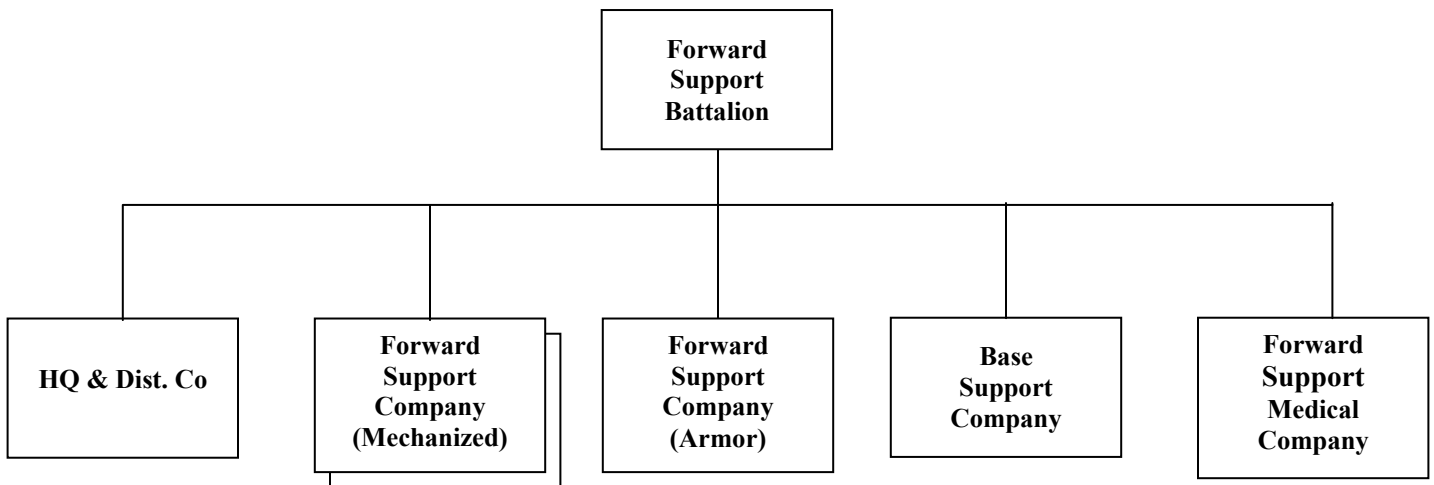 Forward
Support
Battalion
HQ & Dist. Co
Forward
Support
Company
(Mechanized)
Forward
Support
Company
(Armor)
Base
Support
Company
Forward
Support
Medical
Company